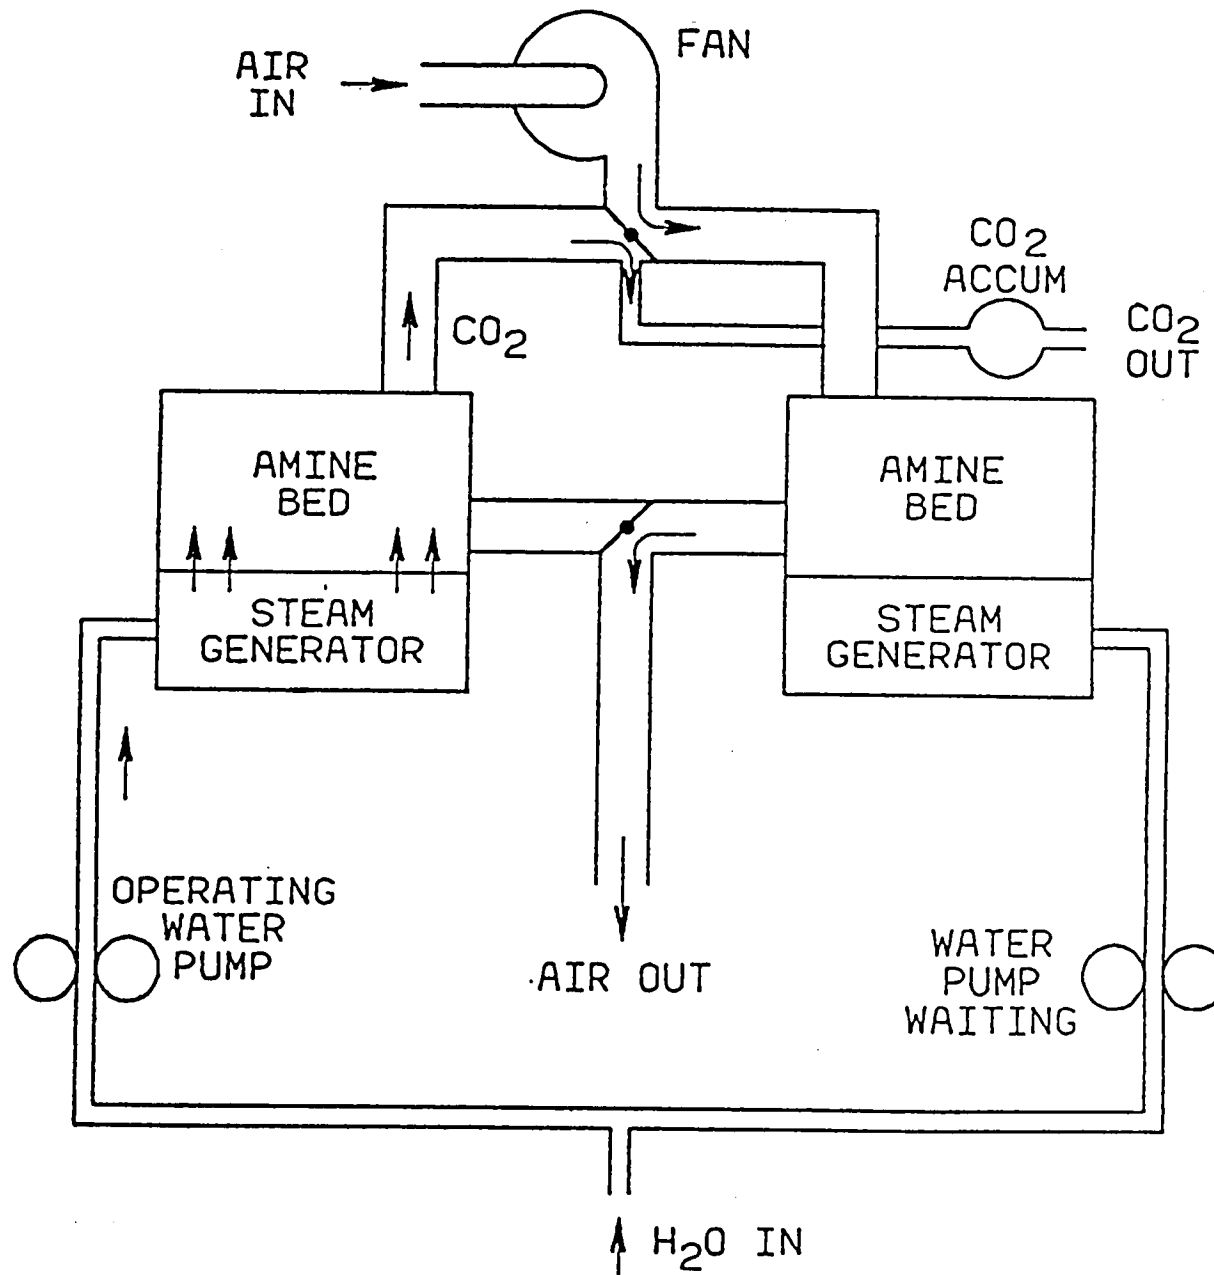 FAN
AIR
IN
CO2
ACCUM
CO2
OUT
CO2
AMINE
BED
AMINE
BED
STEAM
GENERATOR
STEAM
GENERATOR
OPERATING
WATER
PUMP
AIR OUT
WATER
PUMP
WAITING
H2O IN